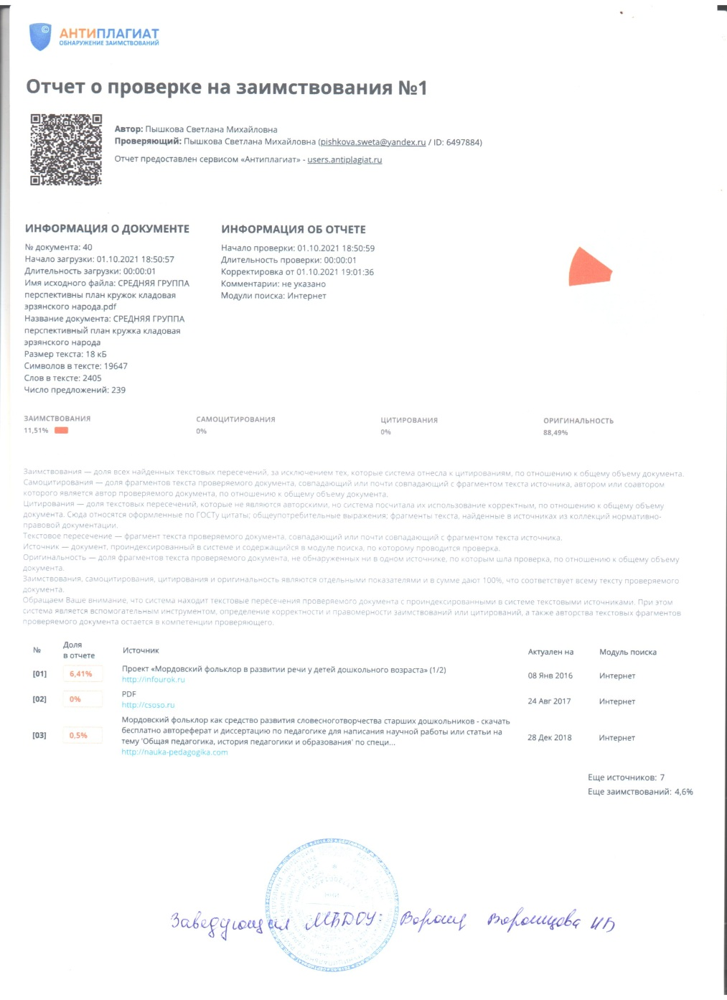 АНТИПЛАГИАТ
ОБНАРУЖЕНИЕ ЗАИМСТВОВАНИЙ
Отчет о проверке на заимствования №1
Автор: Пышкова Светлана Михайловна
Проверяющий: Пышкова Светлана Михайловна (pishkova.sweta@yandex.ru / ID: 6497884)
Отчет предоставлен сервисом «Антиплагиат» - users.antiplagiat.ru
ИНФОРМАЦИЯ О ДОКУМЕНТЕ
№ документа: 40
Начало загрузки: 01.10.2021 18:50:57
Длительность загрузки: 00:00:01
Имя исходного файла: СРЕДНЯЯ ГРУППА
перспективны план кружок кладовая
эрзянского народа.pdf
Название документа: СРЕДНЯЯ ГРУППА
перспективный план кружка кладовая
эрзянского народа
Размер текста: 18 кБ
Символов в тексте: 19647
Слов в тексте: 2405
Число предложений: 239
ИНФОРМАЦИЯ ОБ ОТЧЕТЕ
Начало проверки: 01.10.2021 18:50:59
Длительность проверки: 00:00:01
Корректировка от 01.10.2021 19:01:36
Комментарии: не указано
Модули поиска: Интернет
ЗАИМСТВОВАНИЯ
11,51%
САМОЦИТИРОВАНИЯ
0%
ЦИТИРОВАНИЯ
0%
ОРИГИНАЛЬНОСТЬ
88,49%
Заимствования — доля всех найденных текстовых пересечений, за исключением тех, которые система отнесла к цитированиям, по отношению к общему объему документа.
Самоцитирования — доля фрагментов текста проверяемого документа, совпадающий или почти совпадающий с фрагментом текста источника, автором или соавтором
которого является автор проверяемого документа, по отношению к общему объему документа.
Цитирования — доля текстовых пересечений, которые не являются авторскими, но система посчитала их использование корректным, по отношению к общему объему
документа. Сюда относятся оформленные по ГОСТу цитаты; общеупотребительные выражения; фрагменты текста, найденные в источниках из коллекций нормативно-
правовой документации.
Текстовое пересечение — фрагмент текста проверяемого документа, совпадающий или почти совпадающий с фрагментом текста источника.
Источник — документ, проиндексированный в системе и содержащийся в модуле поиска, по которому проводится проверка.
Оригинальность — доля фрагментов текста проверяемого документа, не обнаруженных ни в одном источнике, по которым шла проверка, по отношению к общему объему
документа.
Заимствования, самоцитирования, цитирования и оригинальность являются отдельными показателями и в сумме дают 100%, что соответствует всему тексту проверяемого
документа.
Обращаем Ваше внимание, что система находит текстовые пересечения проверяемого документа с проиндексированными в системе текстовыми источниками. При этом
система является вспомогательным инструментом, определение корректности и правомерности заимствований или цитирований, а также авторства текстовых фрагментов
проверяемого документа остается в компетенции проверяющего.
№ Доля в отчете Источник Актуален на Модуль поиска
[01] 6,41% Проект «Мордовский фольклор в развитии речи у детей дошкольного возраста» (1/2) 08 Янв 2016 Интернет
http://infourok.ru
[02] 0% PDF 24 Авг 2017 Интернет
http://csoso.ru
Мордовский фольклор как средство развития словесноготворчества старших дошкольников - скачать
бесплатно автореферат и диссертацию по педагогике для написания научной работы или статьи на
[03] 0,5% тему 'Общая педагогика, история педагогики и образования' по специ... 28 Дек 2018 Интернет
http://nauka-pedagogika.com
Еще источников: 7
Еще заимствований: 4,6%
Заведующая МБДОУ: Воронцова НВ